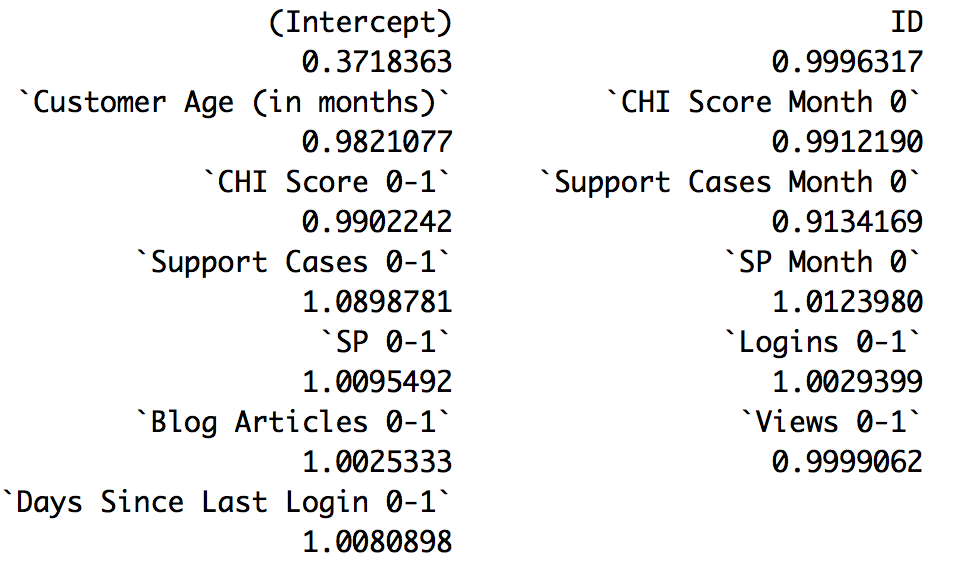 (Intercept) ID
0.3718363 0.9996317
`Customer Age (in months)` `CHI Score Month 0`
0.9821077 0.9912190
`CHI Score 0-1` `Support Cases Month 0`
0.9902242 0.9134169
`Support Cases 0-1` `SP Month 0`
1.0898781 1.0123980
`SP 0-1` `Logins 0-1`
1.0095492 1.0029399
`Blog Articles 0-1` `Views 0-1`
1.0025333 0.9999062
`Days Since Last Login 0-1`
1.0080898